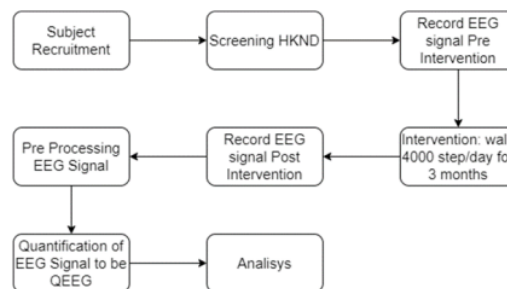 Subject
Recruitment
Screening HKND
Record EEG
signal Pre
Intervention
Intervention: wal
4000 step/day fo
3 months
Record EEG
signal Post
Intervention
Pre Processing
EEG Signal
Quantification of
EEG Signal to be
QEEG
Analisys